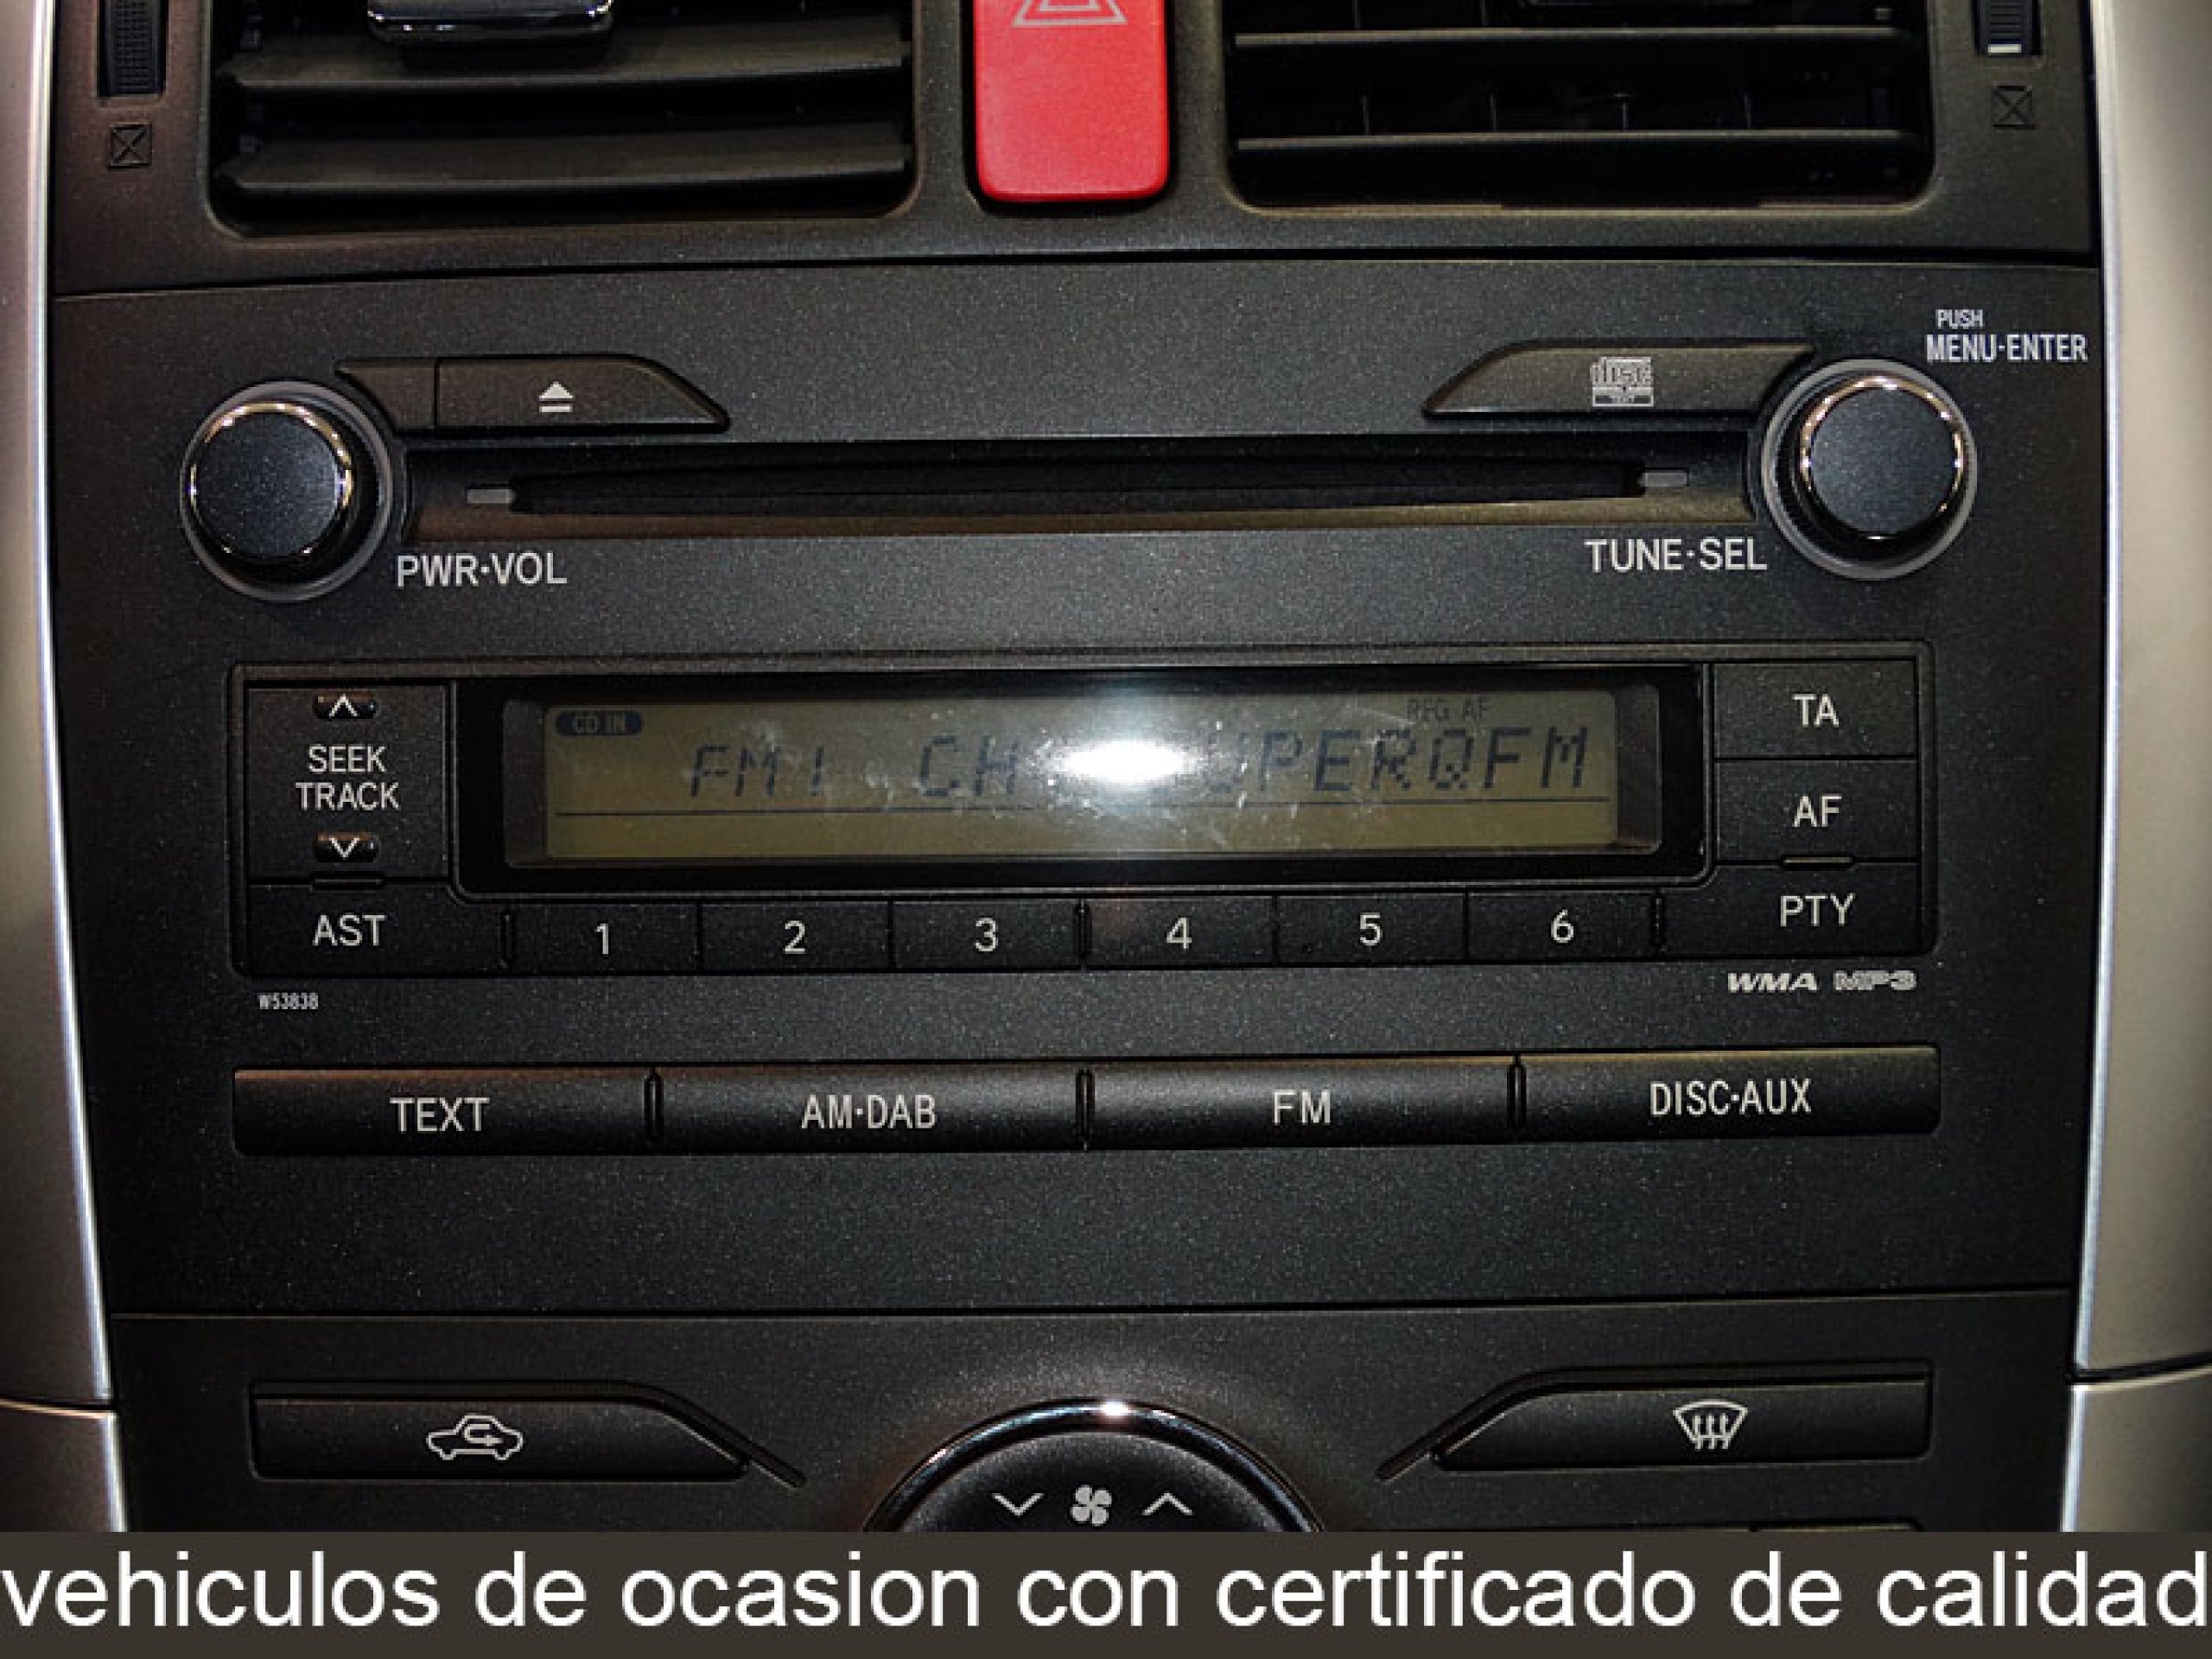 PUSH
MENU·ENTER
disc
PWR·VOL
TUNE·SEL
CD IN
REG AF
FM1 CH
SEEK
TRACK
TA
AF
AST
1 2 3 4 5 6
PTY
W53838
WMA MP3
TEXT
AM·DAB
FM
DISC·AUX
vehiculos de ocasion con certificado de calidad